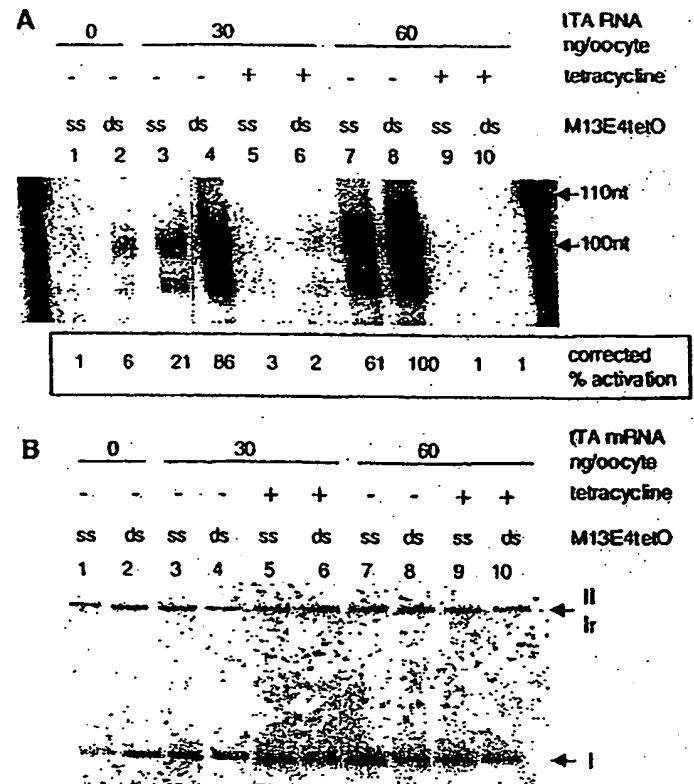 A
0 30 60 tTA RNA
ng/oocyte
- - - - + + - - + + tetracycline
ss ds ss ds ss ds ss ds ss ds M13E4tetO
1 2 3 4 5 6 7 8 9 10
110nt
100nt
1 6 21 86 3 2 61 100 1 1 corrected
% activation
B
0 30 60 tTA mRNA
ng/oocyte
- - - - + + - - + + tetracycline
ss ds ss ds ss ds ss ds ss ds M13E4tetO
1 2 3 4 5 6 7 8 9 10
II
Ir
I